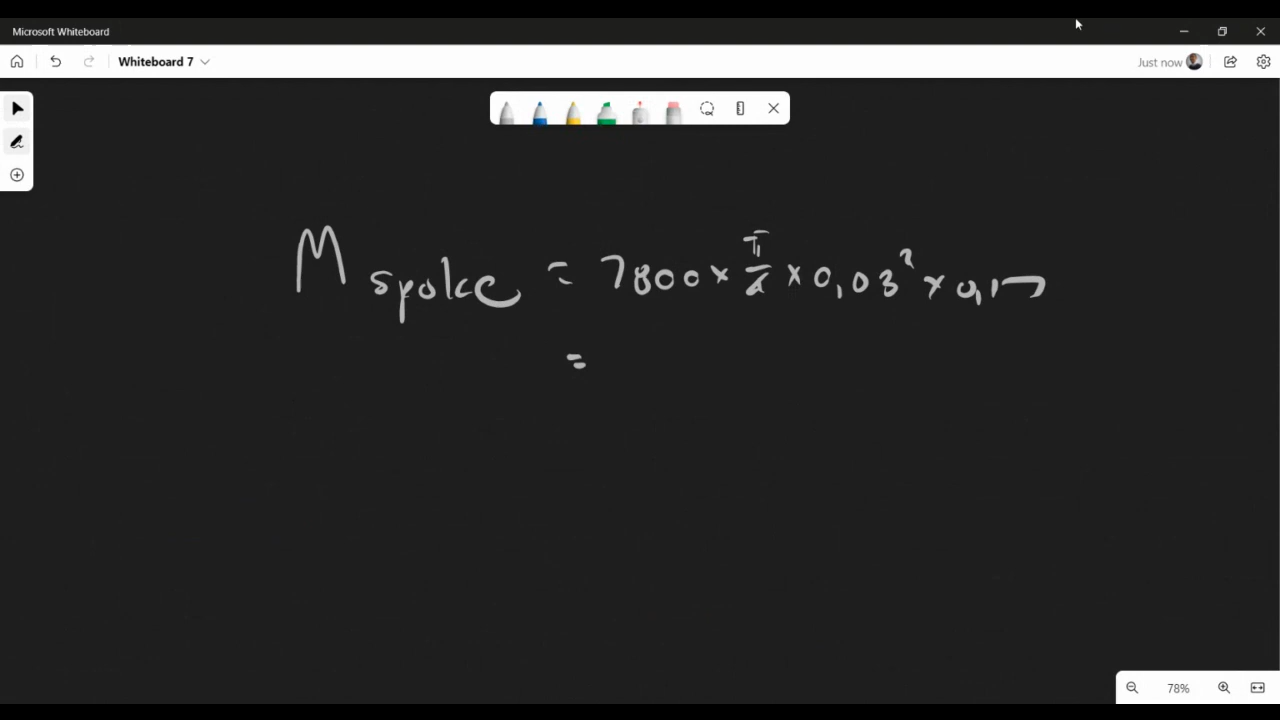 Microsoft Whiteboard
Whiteboard 7
Just now
M spoke = 7800 × π/4 × 0,03² × 0,17
=
78%